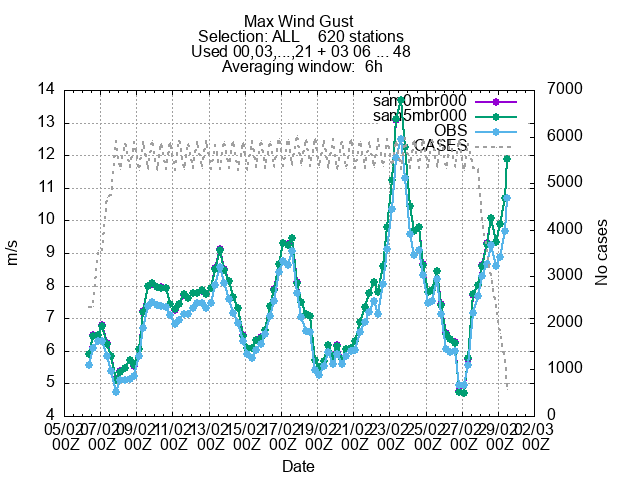 Max Wind Gust
Selection: ALL    620 stations
Used 00,03,...,21 + 03 06 ... 48
Averaging window:  6h
14
13
12
11
10
9
8
7
6
5
4
m/s
7000
6000
5000
4000
3000
2000
1000
0
No cases
OBS
CASES
05/02 07/02 09/02 11/02 13/02 15/02 17/02 19/02 21/02 23/02 25/02 27/02 29/02 02/03
00Z 00Z 00Z 00Z 00Z 00Z 00Z 00Z 00Z 00Z 00Z 00Z 00Z 00Z
Date